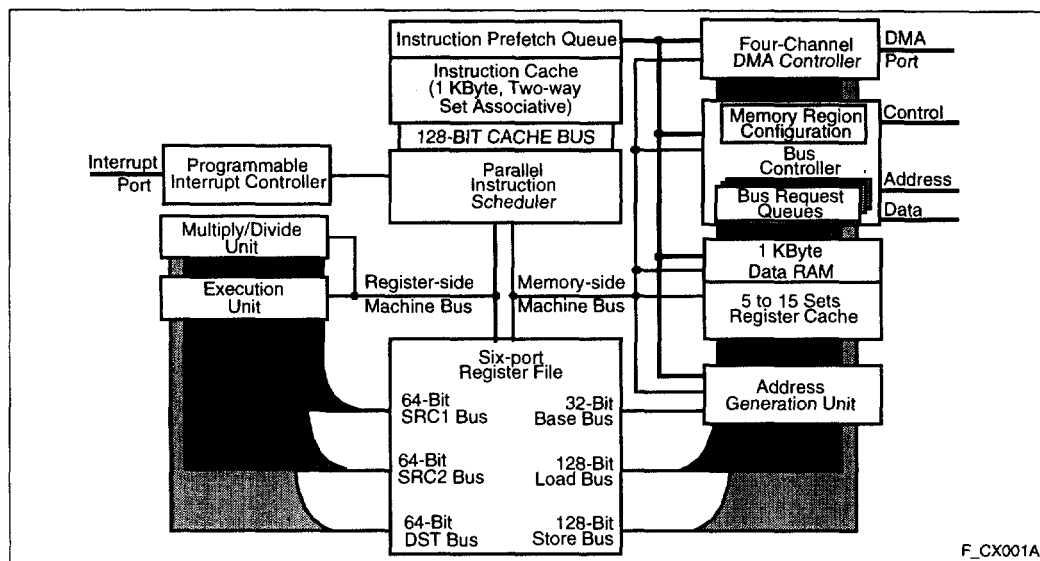 Instruction Prefetch Queue
Instruction Cache
(1 KByte, Two-way
Set Associative)
128-BIT CACHE BUS
Parallel
Instruction
Scheduler
Interrupt
Port
Programmable
Interrupt Controller
Multiply/Divide
Unit
Execution
Unit
Register-side
Machine Bus
Memory-side
Machine Bus
Four-Channel
DMA Controller
DMA
Port
Memory Region
Configuration
Bus
Controller
Bus Request
Queues
Control
Address
Data
1 KByte
Data RAM
5 to 15 Sets
Register Cache
Address
Generation Unit
Six-port
Register File
64-Bit
SRC1 Bus
64-Bit
SRC2 Bus
64-Bit
DST Bus
32-Bit
Base Bus
128-Bit
Load Bus
128-Bit
Store Bus
F_CX001A